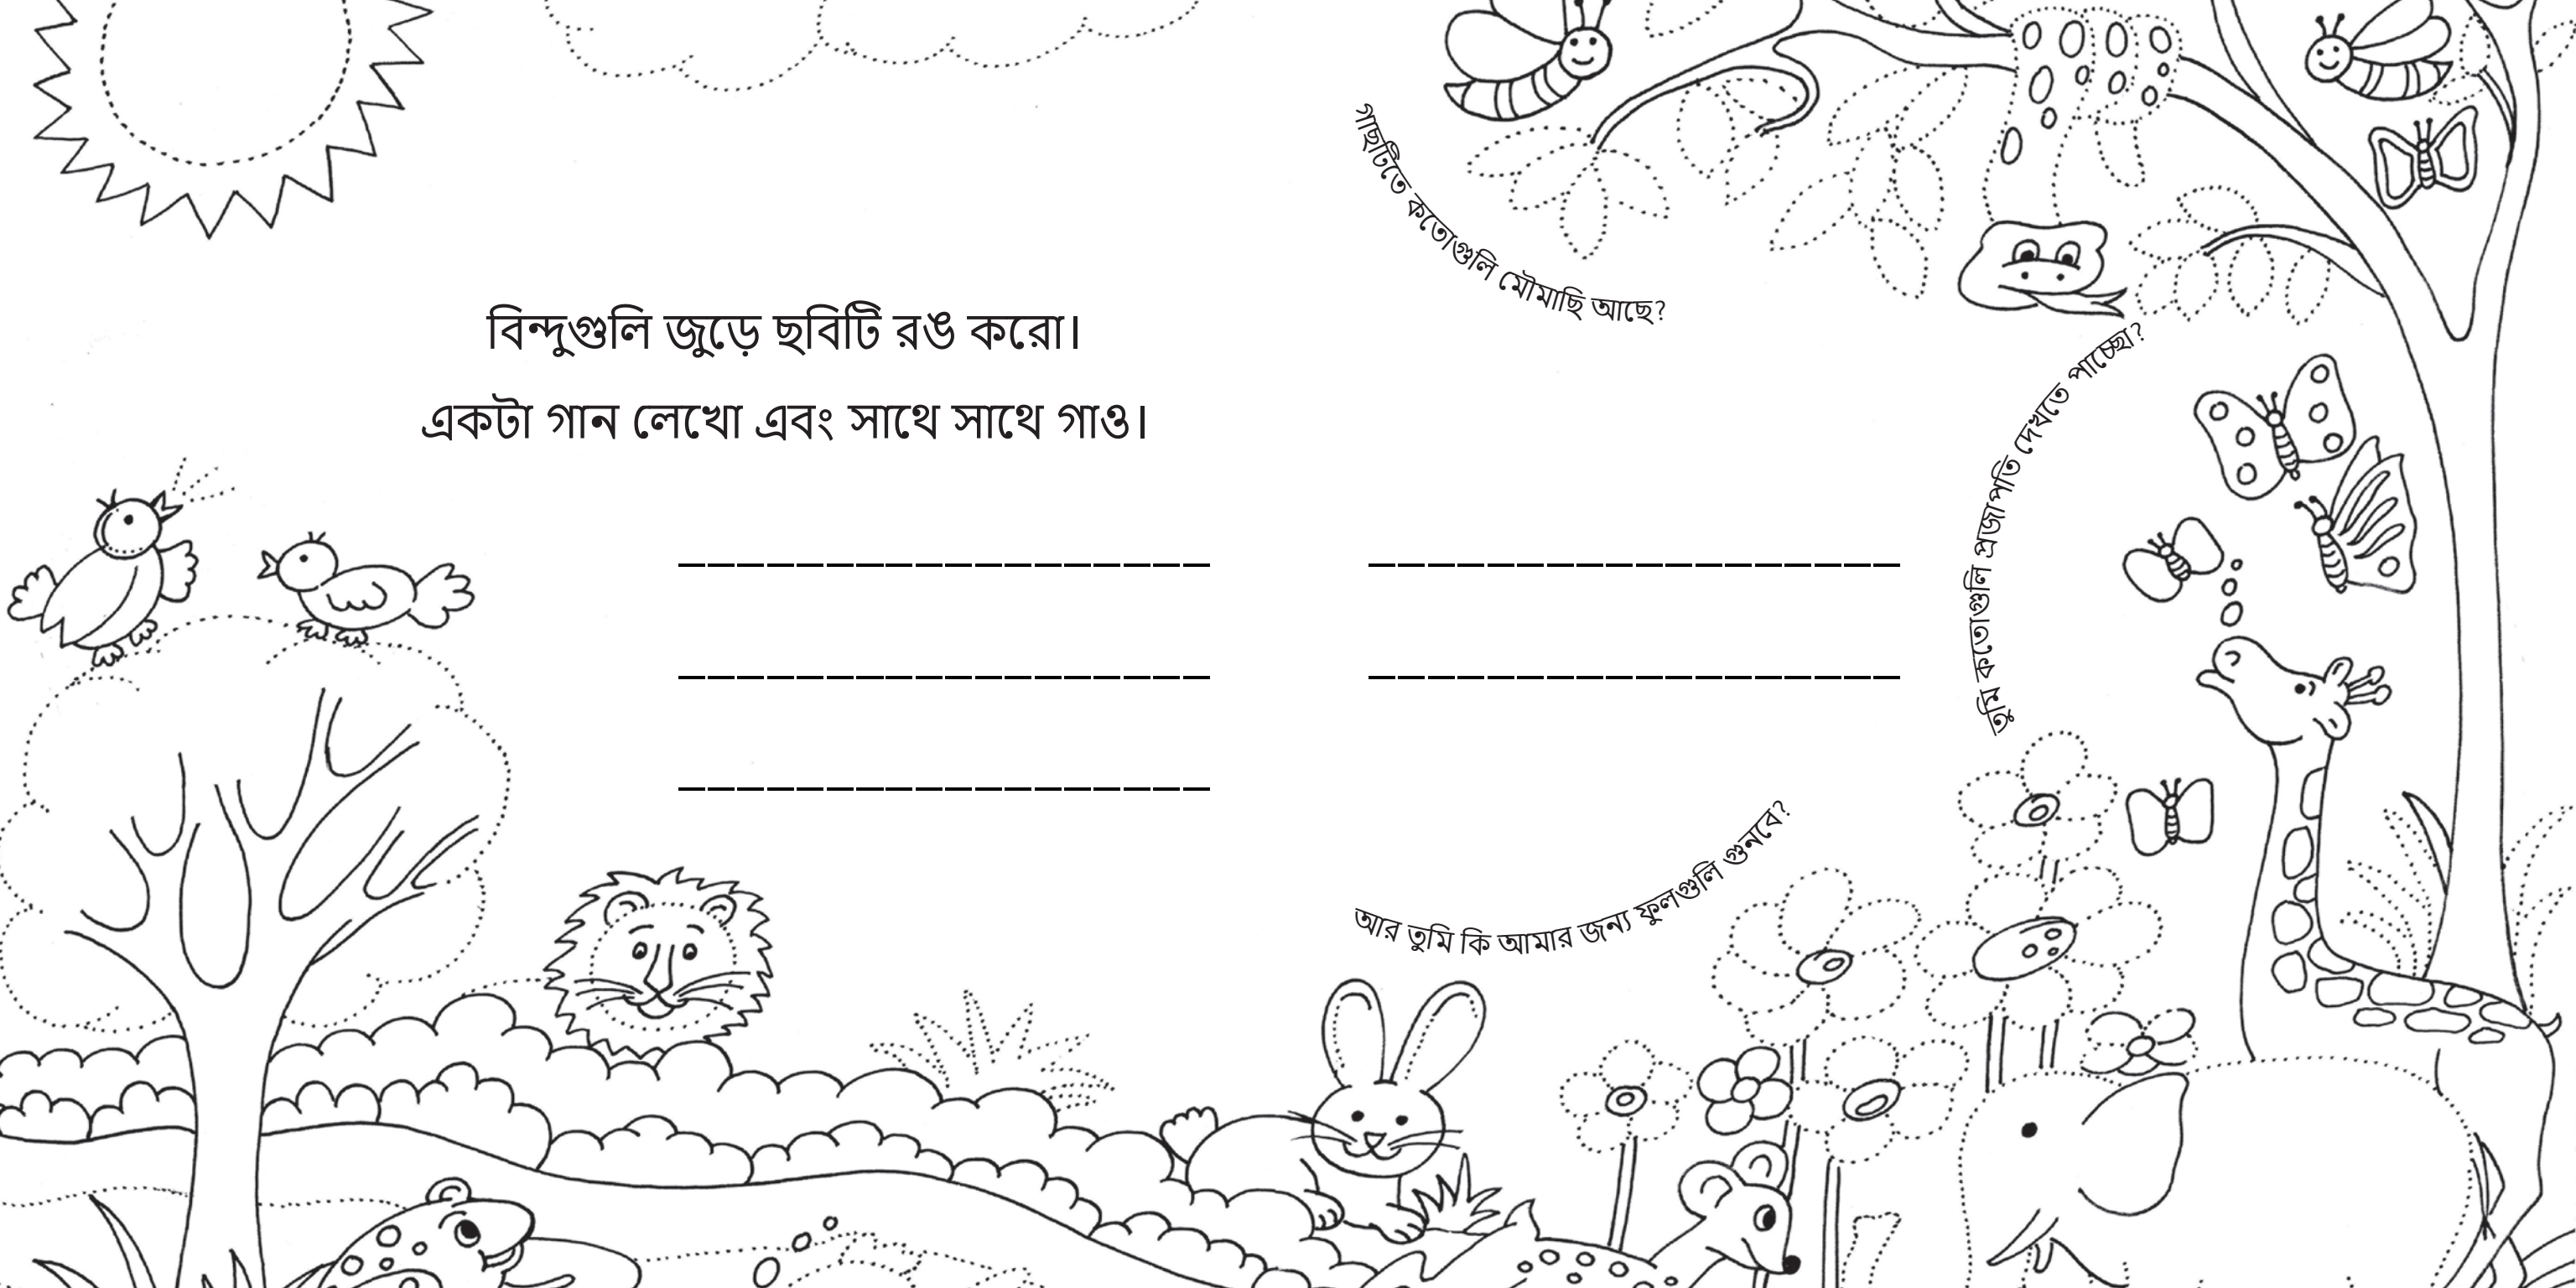 গাছটিতে কতোগুলি মৌমাছি আছে?
বিন্দুগুলি জুড়ে ছবিটি রঙ করো।
একটা গান লেখো এবং সাথে সাথে গাও।
তুমি কতোগুলি প্রজাপতি দেখতে পাচ্ছো?
আর তুমি কি আমার জন্য ফুলগুলি গুনবে?